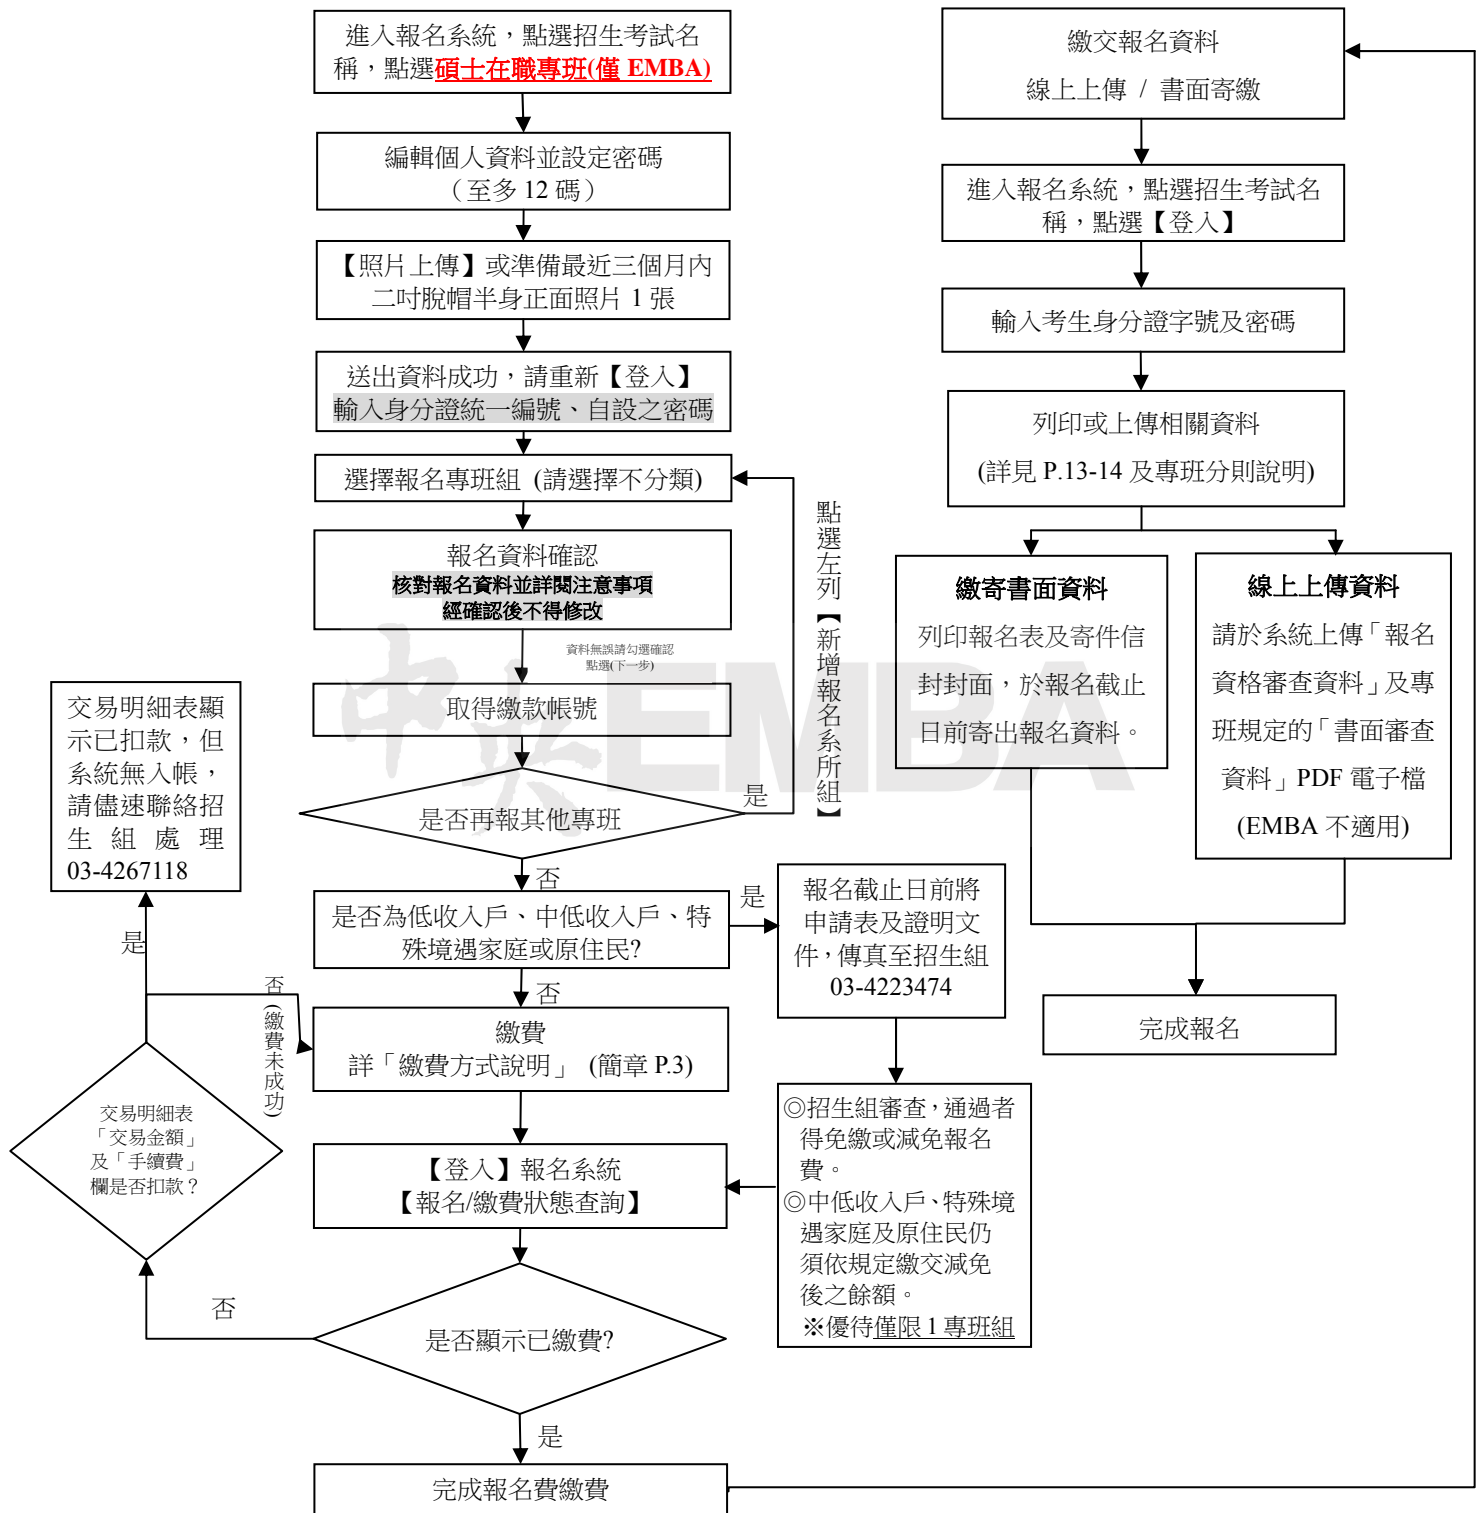 進入報名系統，點選招生考試名
稱，點選碩士在職專班(僅 EMBA)
編輯個人資料並設定密碼
（至多 12 碼）
【照片上傳】或準備最近三個月內
二吋脫帽半身正面照片 1 張
送出資料成功，請重新【登入】
輸入身分證統一編號、自設之密碼
選擇報名專班組 (請選擇不分類)
報名資料確認
核對報名資料並詳閱注意事項
經確認後不得修改
資料無誤請勾選確認
點選(下一步)
取得繳款帳號
是否再報其他專班
是
點選左列【新增報名系所組】
否
是否為低收入戶、中低收入戶、特
殊境遇家庭或原住民?
是
報名截止日前將
申請表及證明文
件，傳真至招生組
03-4223474
否
繳費
詳「繳費方式說明」 (簡章 P.3)
◎招生組審查，通過者
得免繳或減免報名
費。
◎中低收入戶、特殊境
遇家庭及原住民仍
須依規定繳交減免
後之餘額。
※優待僅限 1 專班組
【登入】報名系統
【報名/繳費狀態查詢】
是否顯示已繳費?
否
交易明細表
「交易金額」
及「手續費」
欄是否扣款？
否(繳費未成功)
是
交易明細表顯
示已扣款，但
系統無入帳，
請儘速聯絡招
生組處理
03-4267118
是
完成報名費繳費
繳交報名資料
線上上傳 / 書面寄繳
進入報名系統，點選招生考試名
稱，點選【登入】
輸入考生身分證字號及密碼
列印或上傳相關資料
(詳見 P.13-14 及專班分則說明)
繳寄書面資料
列印報名表及寄件信
封封面，於報名截止
日前寄出報名資料。
線上上傳資料
請於系統上傳「報名
資格審查資料」及專
班規定的「書面審查
資料」PDF 電子檔
(EMBA 不適用)
完成報名
中央EMBA